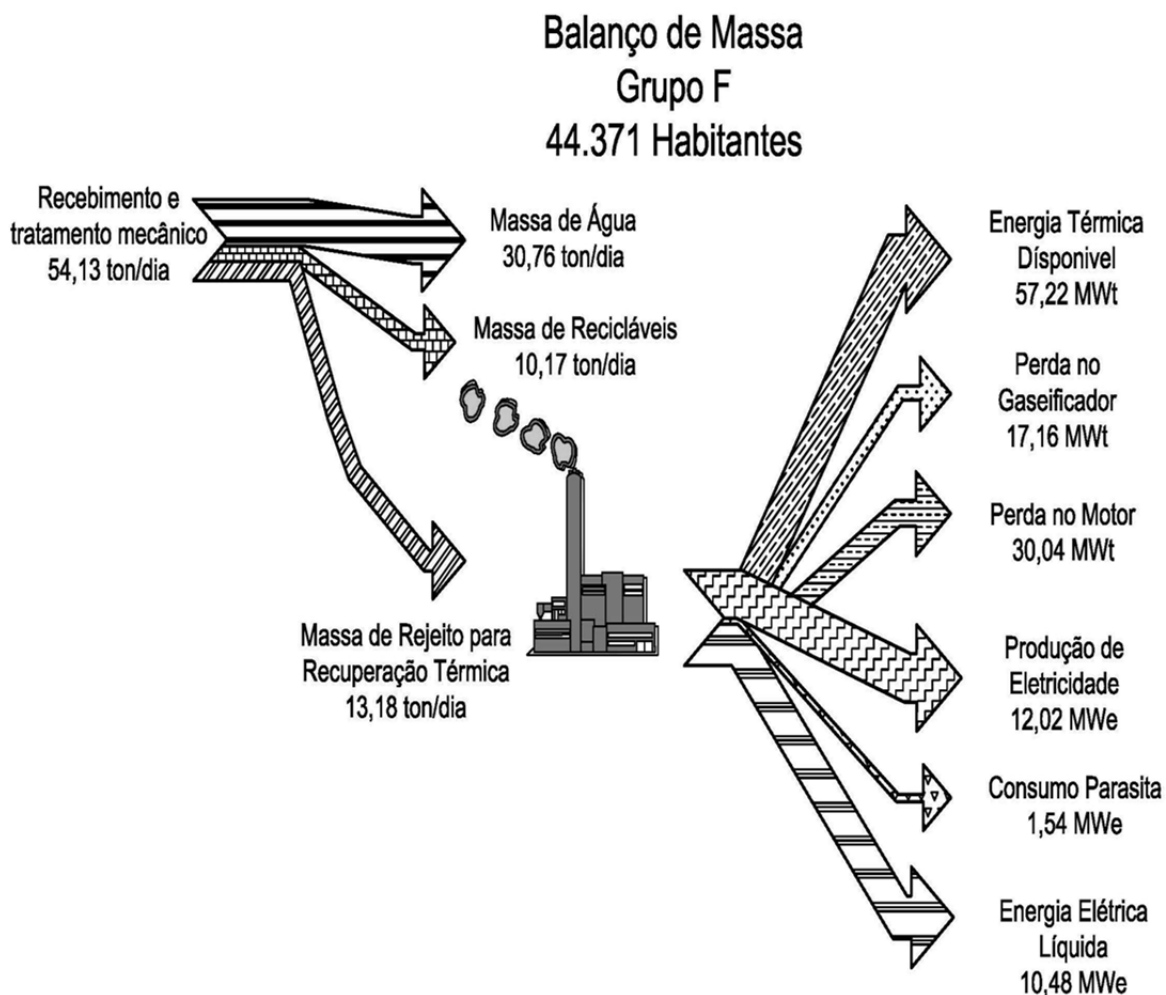 Balanço de Massa
Grupo F
44.371 Habitantes
Recebimento e
tratamento mecânico
54,13 ton/dia
Massa de Água
30,76 ton/dia
Massa de Recicláveis
10,17 ton/dia
Massa de Rejeito para
Recuperação Térmica
13,18 ton/dia
Energia Térmica
Dísponivel
57,22 MWt
Perda no
Gaseificador
17,16 MWt
Perda no Motor
30,04 MWt
Produção de
Eletricidade
12,02 MWe
Consumo Parasita
1,54 MWe
Energia Elétrica
Líquida
10,48 MWe